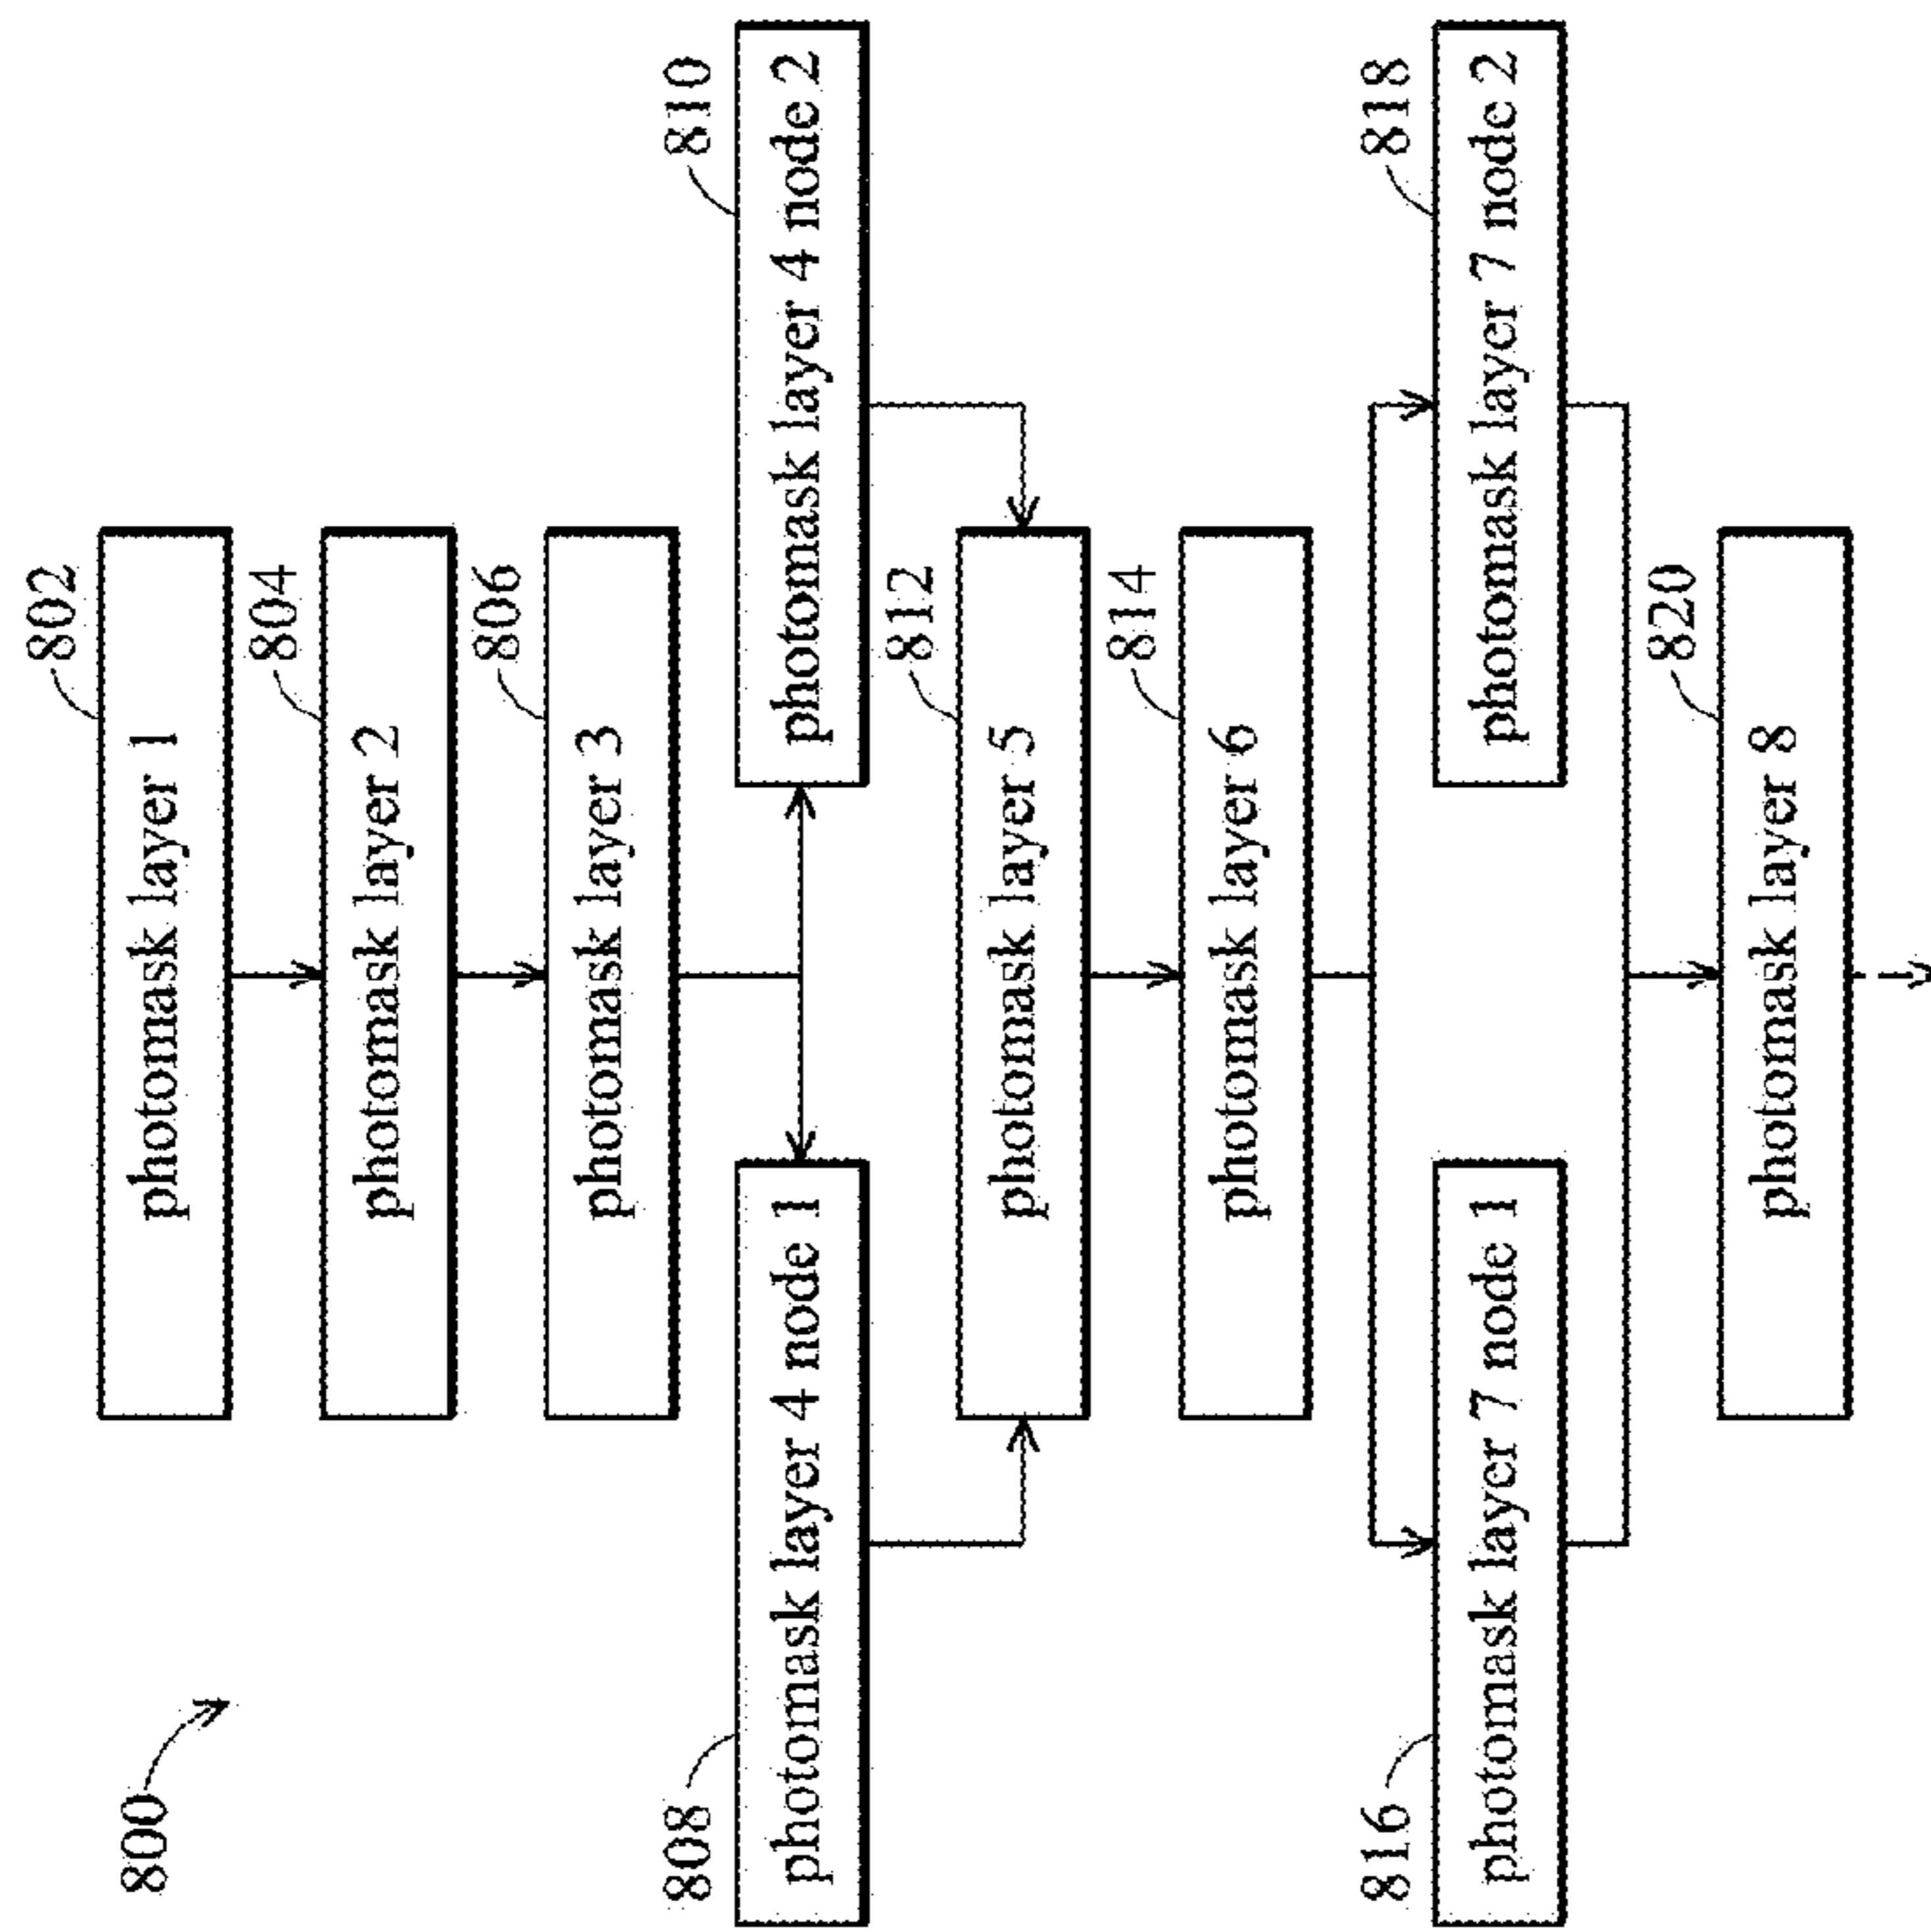 800
802
photomask layer 1
804
photomask layer 2
806
photomask layer 3
808
photomask layer 4 node 1
810
photomask layer 4 node 2
812
photomask layer 5
814
photomask layer 6
816
photomask layer 7 node 1
818
photomask layer 7 node 2
820
photomask layer 8